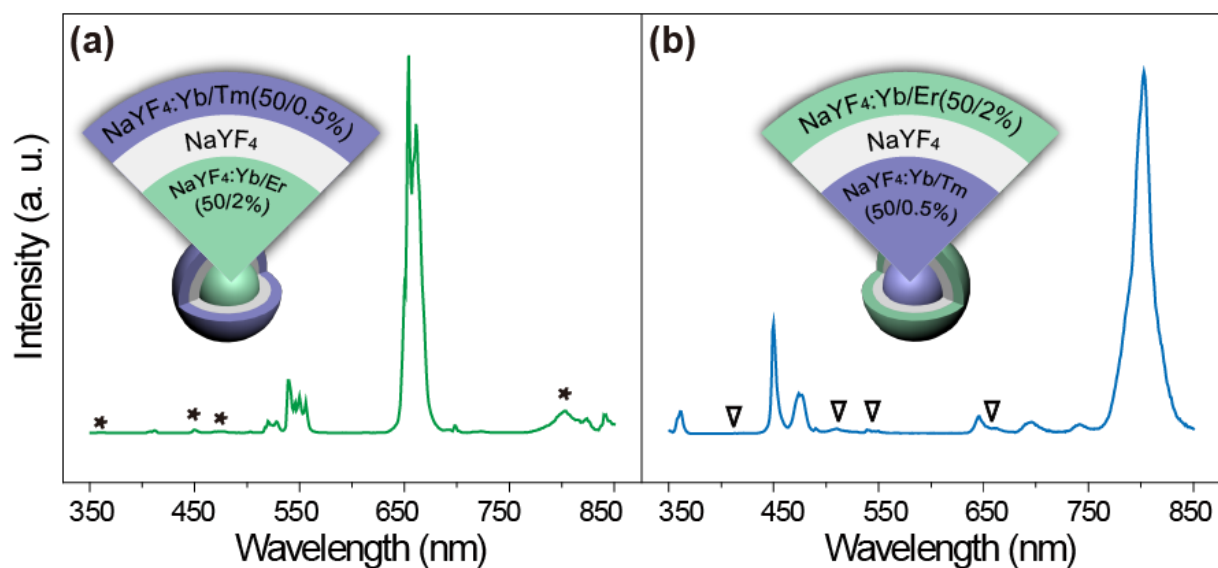 (a)
NaYF₄:Yb/Tm(50/0.5%)
NaYF₄
NaYF₄:Yb/Er
(50/2%)
*
*
*
*
Intensity (a. u.)
350 450 550 650 750 850
Wavelength (nm)
(b)
NaYF₄:Yb/Er(50/2%)
NaYF₄
NaYF₄:Yb/Tm
(50/0.5%)
350 450 550 650 750 850
Wavelength (nm)